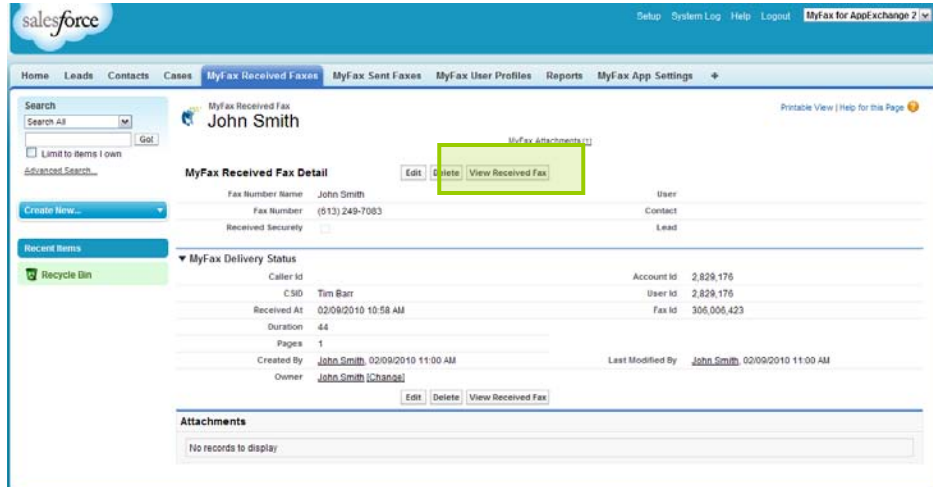 salesforce
Setup System Log Help Logout MyFax for AppExchange 2
Home Leads Contacts Cases MyFax Received Faxes MyFax Sent Faxes MyFax User Profiles Reports MyFax App Settings +
Search
Search All
Go!
Limit to items I own
Advanced Search...
Create New...
Recent Items
Recycle Bin
MyFax Received Fax
John Smith
Printable View | Help for this Page ?
MyFax Attachments [1]
MyFax Received Fax Detail Edit Delete View Received Fax
Fax Number Name John Smith User
Fax Number (613) 249-7083 Contact
Received Securely Lead
MyFax Delivery Status
Caller Id Account Id 2,829,176
CSID Tim Barr User Id 2,829,176
Received At 02/09/2010 10:58 AM Fax Id 306,006,423
Duration 44
Pages 1
Created By John Smith, 02/09/2010 11:00 AM Last Modified By John Smith, 02/09/2010 11:00 AM
Owner John Smith [Change]
Edit Delete View Received Fax
Attachments
No records to display